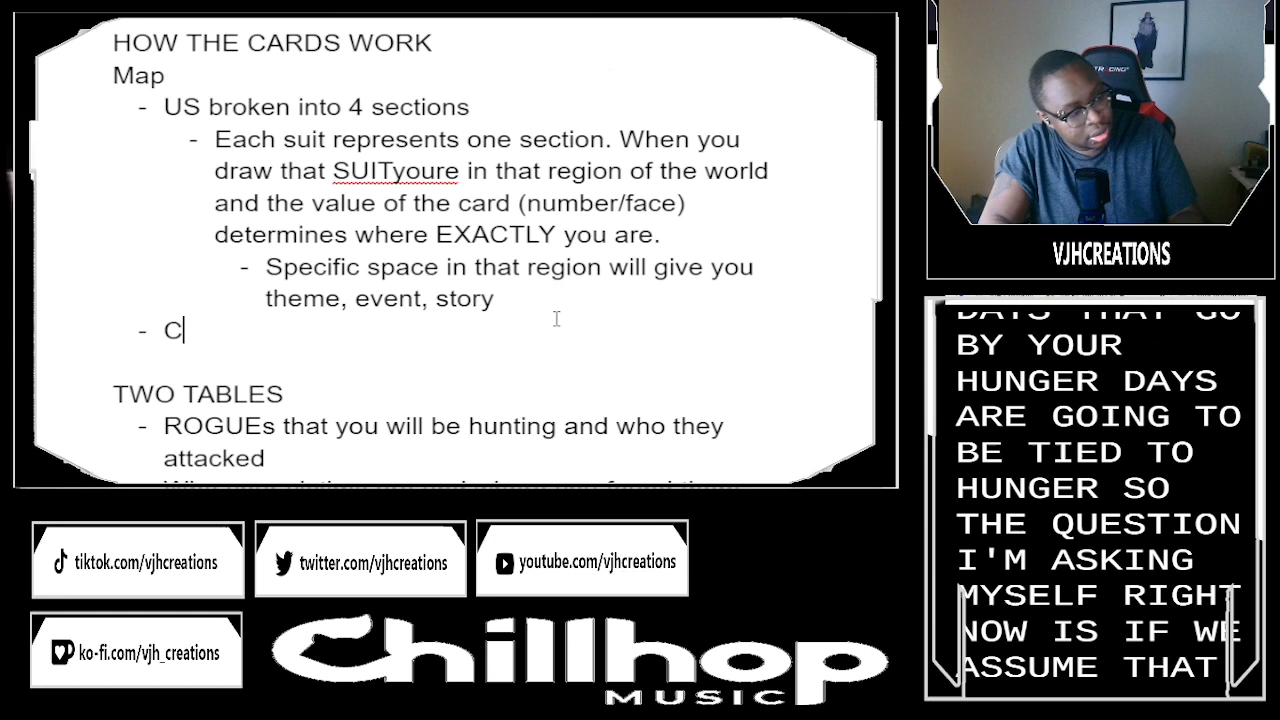 HOW THE CARDS WORK
Map
- US broken into 4 sections
- Each suit represents one section. When you
draw that SUITyoure in that region of the world
and the value of the card (number/face)
determines where EXACTLY you are.
- Specific space in that region will give you
theme, event, story
- C
TWO TABLES
- ROGUEs that you will be hunting and who they
attacked
VJHCREATIONS
DAYS THAT GO
BY YOUR
HUNGER DAYS
ARE GOING TO
BE TIED TO
HUNGER SO
THE QUESTION
I'M ASKING
MYSELF RIGHT
NOW IS IF WE
ASSUME THAT
tiktok.com/vjhcreations
twitter.com/vjhcreations
youtube.com/vjhcreations
ko-fi.com/vjh_creations
Chillhop
MUSIC